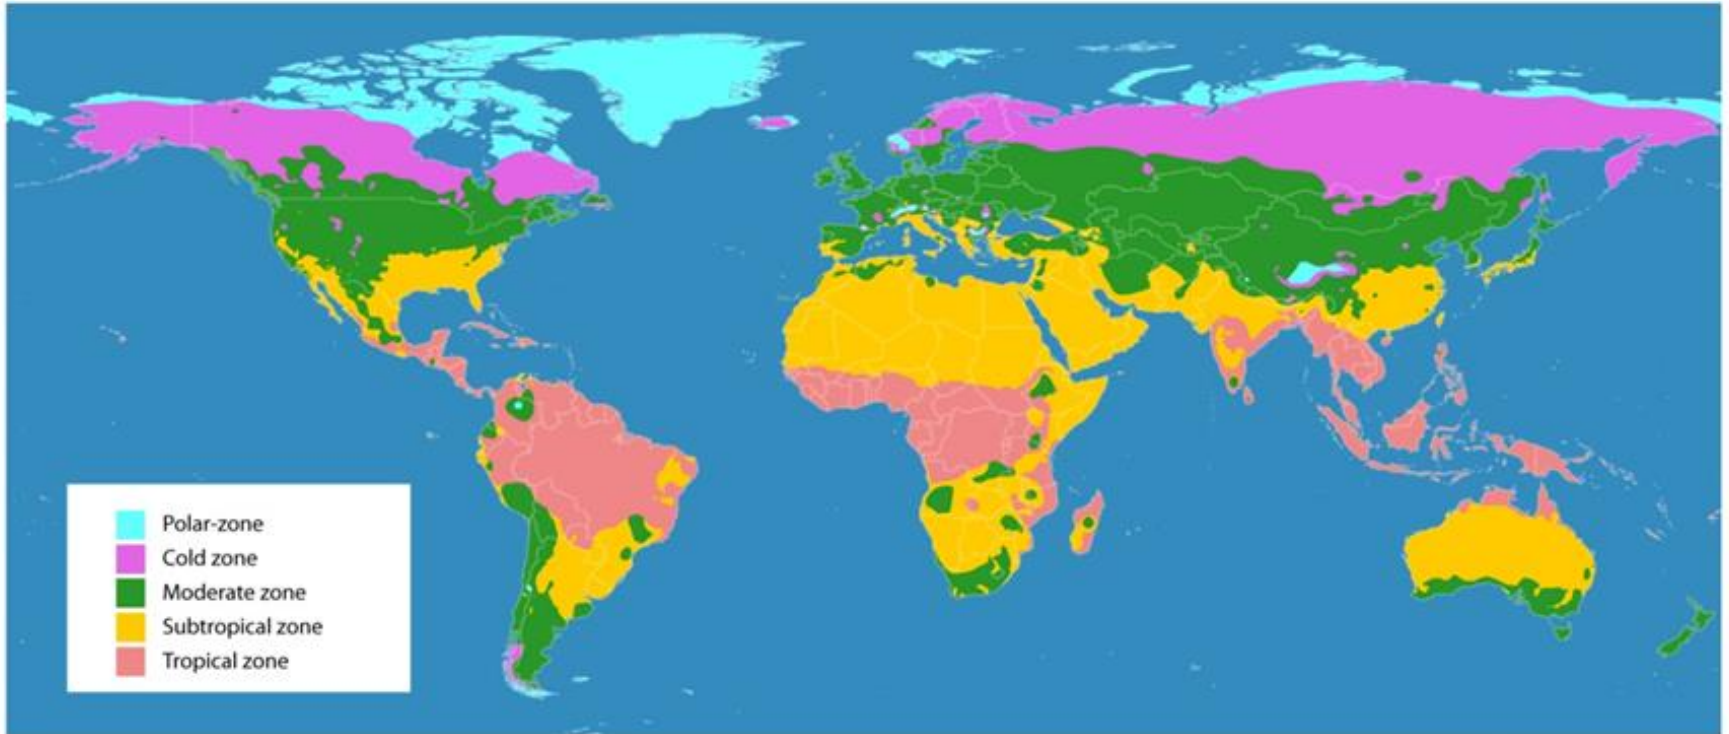 Polar-zone
Cold zone
Moderate zone
Subtropical zone
Tropical zone